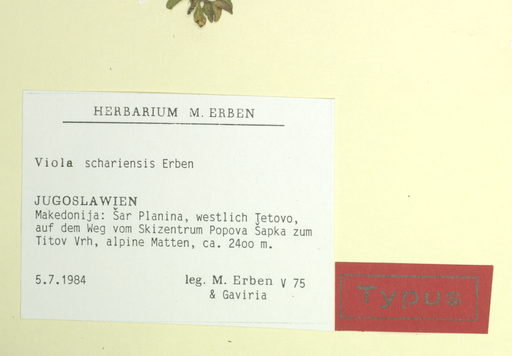 HERBARIUM M. ERBEN
Viola schariensis Erben
JUGOSLAWIEN
Makedonija: Šar Planina, westlich Tetovo,
auf dem Weg vom Skizentrum Popova Šapka zum
Titov Vrh, alpine Matten, ca. 2400 m.
5.7.1984 leg. M. Erben V 75
& Gaviria
Typus